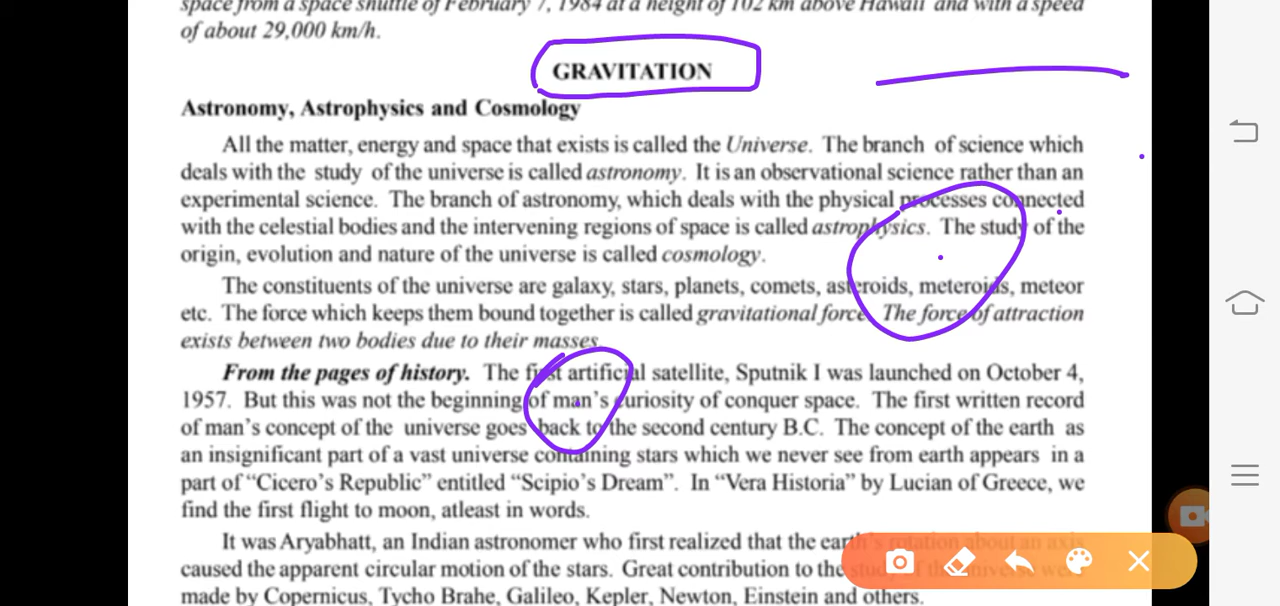 space from a space shuttle of February 7, 1984 at a height of 102 km above Hawaii and with a speed
of about 29,000 km/h.
GRAVITATION
Astronomy, Astrophysics and Cosmology
All the matter, energy and space that exists is called the Universe. The branch of science which
deals with the study of the universe is called astronomy. It is an observational science rather than an
experimental science. The branch of astronomy, which deals with the physical processes connected
with the celestial bodies and the intervening regions of space is called astrophysics. The study of the
origin, evolution and nature of the universe is called cosmology.
The constituents of the universe are galaxy, stars, planets, comets, asteroids, meteroids, meteor
etc. The force which keeps them bound together is called gravitational force. The force of attraction
exists between two bodies due to their masses.
From the pages of history. The first artificial satellite, Sputnik I was launched on October 4,
1957. But this was not the beginning of man's curiosity of conquer space. The first written record
of man's concept of the universe goes back to the second century B.C. The concept of the earth as
an insignificant part of a vast universe containing stars which we never see from earth appears in a
part of "Cicero's Republic" entitled "Scipio's Dream". In "Vera Historia" by Lucian of Greece, we
find the first flight to moon, atleast in words.
It was Aryabhatt, an Indian astronomer who first realized that the earth's rotation about an axis
caused the apparent circular motion of the stars. Great contribution to the study of the universe were
made by Copernicus, Tycho Brahe, Galileo, Kepler, Newton, Einstein and others.